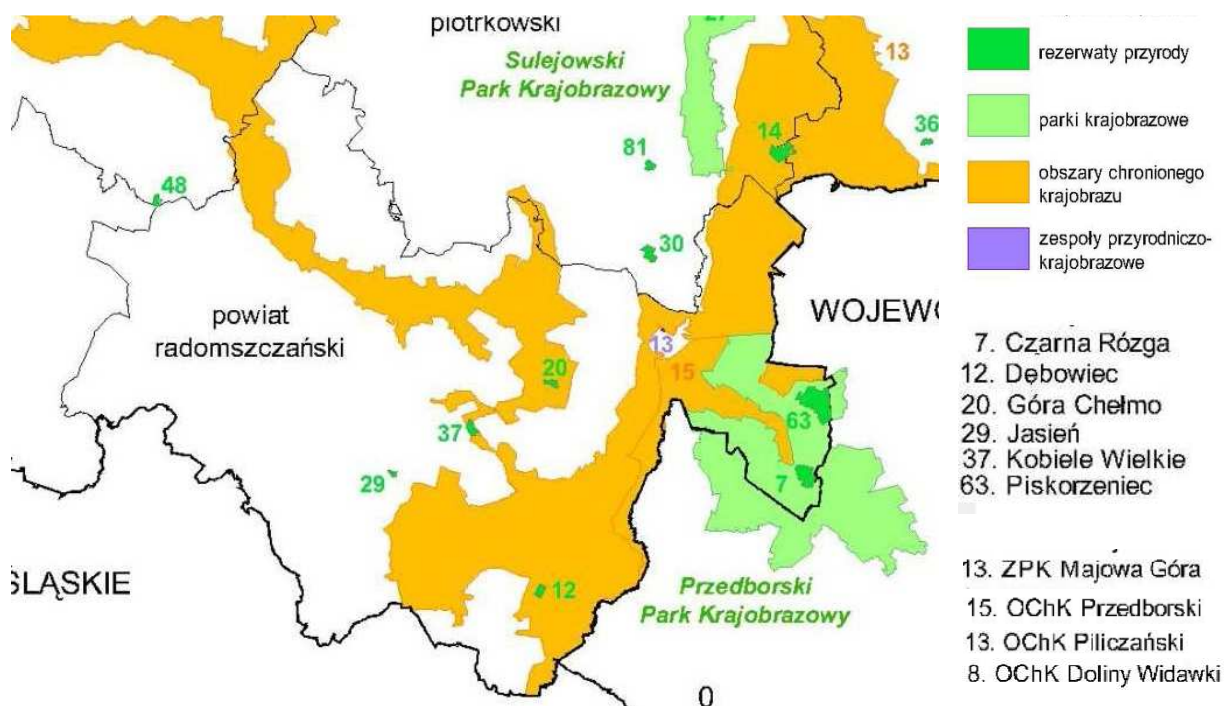 piotrkowski
27
Sulejowski
Park Krajobrazowy
13
14
36
81
48
30
powiat
radomszczański
WOJEW
13
15
20
63
37
29
7
ŚLĄSKIE
12
Przedborski
Park Krajobrazowy
0
rezerwaty przyrody
parki krajobrazowe
obszary chronionego
krajobrazu
zespoły przyrodniczo-
krajobrazowe
7. Czarna Rózga
12. Dębowiec
20. Góra Chełmo
29. Jasień
37. Kobiele Wielkie
63. Piskorzeniec
13. ZPK Majowa Góra
15. OChK Przedborski
13. OChK Piliczański
8. OChK Doliny Widawki